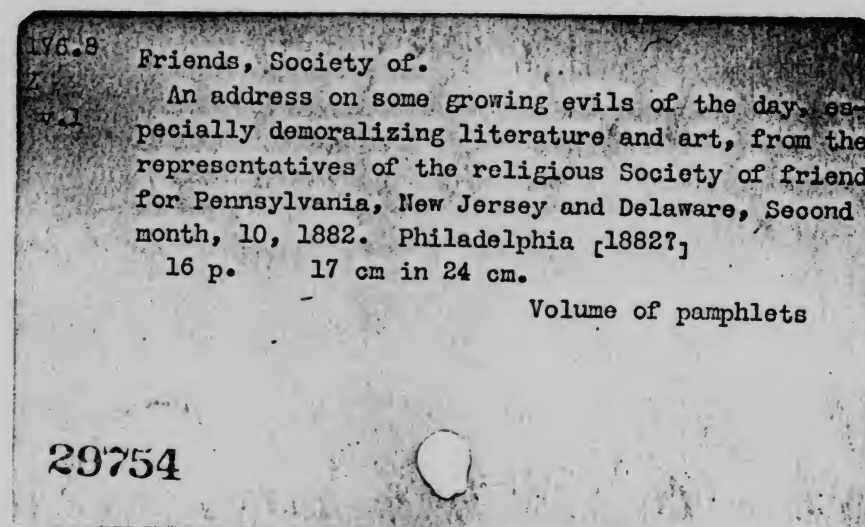 176.8
Z
v.1
Friends, Society of.
An address on some growing evils of the day, es-
pecially demoralizing literature and art, from the
representatives of the religious Society of friend
for Pennsylvania, New Jersey and Delaware, Second
month, 10, 1882. Philadelphia [1882?]
16 p. 17 cm in 24 cm.
Volume of pamphlets
29754